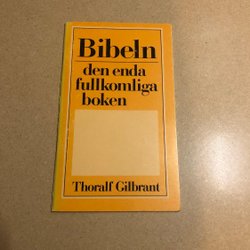 Bibeln
den enda
fullkomliga
boken
Thoralf Gilbrant